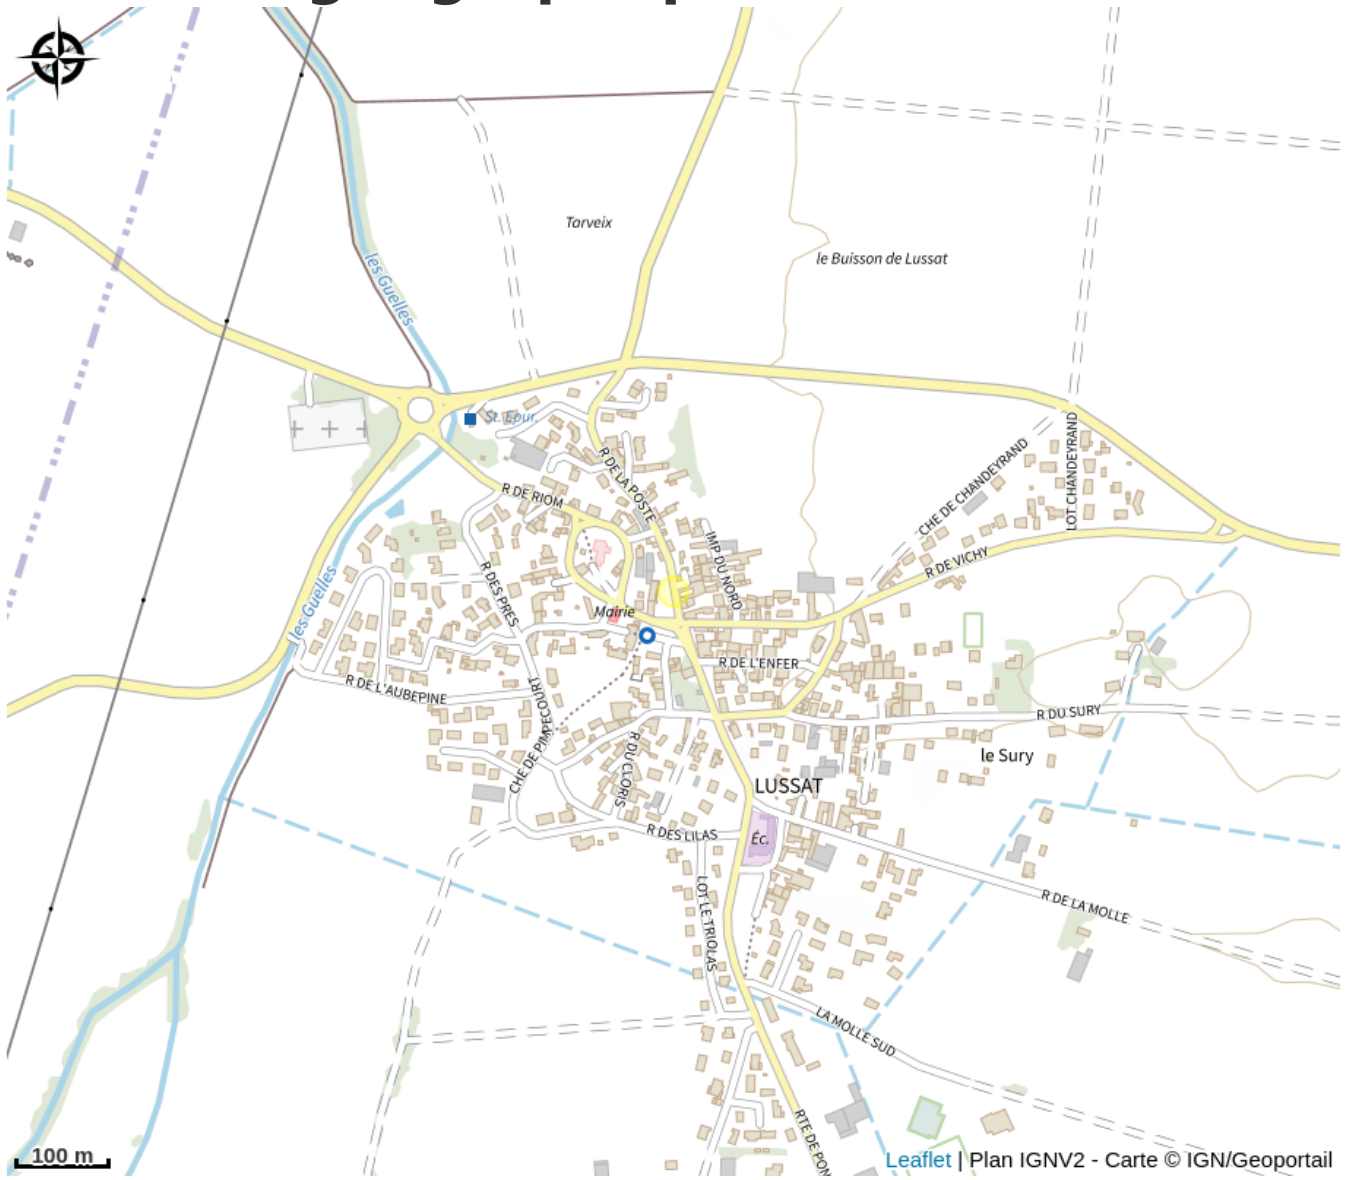 les Guelles
Tarveix
le Buisson de Lussat
St. Épur.
R DE LA POSTE
R DE RIOM
CHE DE CHANDEYRAND
LOT CHANDEYRAND
R DE VICHY
IMP DU NORD
R DES PRES
les Guelles
Mairie
R DE L'ENFER
R DE L'AUBEPINE
R DU SURY
le Sury
R DU CLORIS
LUSSAT
R DES LILAS
Éc.
LOT LE TRIOLAS
R DE LA MOLLE
LA MOLLE SUD
RTE DE PON
100 m
Leaflet | Plan IGNV2 - Carte © IGN/Geoportail